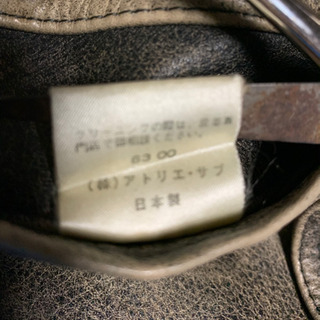 クリーニングの際は、皮革専
門店で御相談ください。
63 00
(株)アトリエ・サブ
日本製